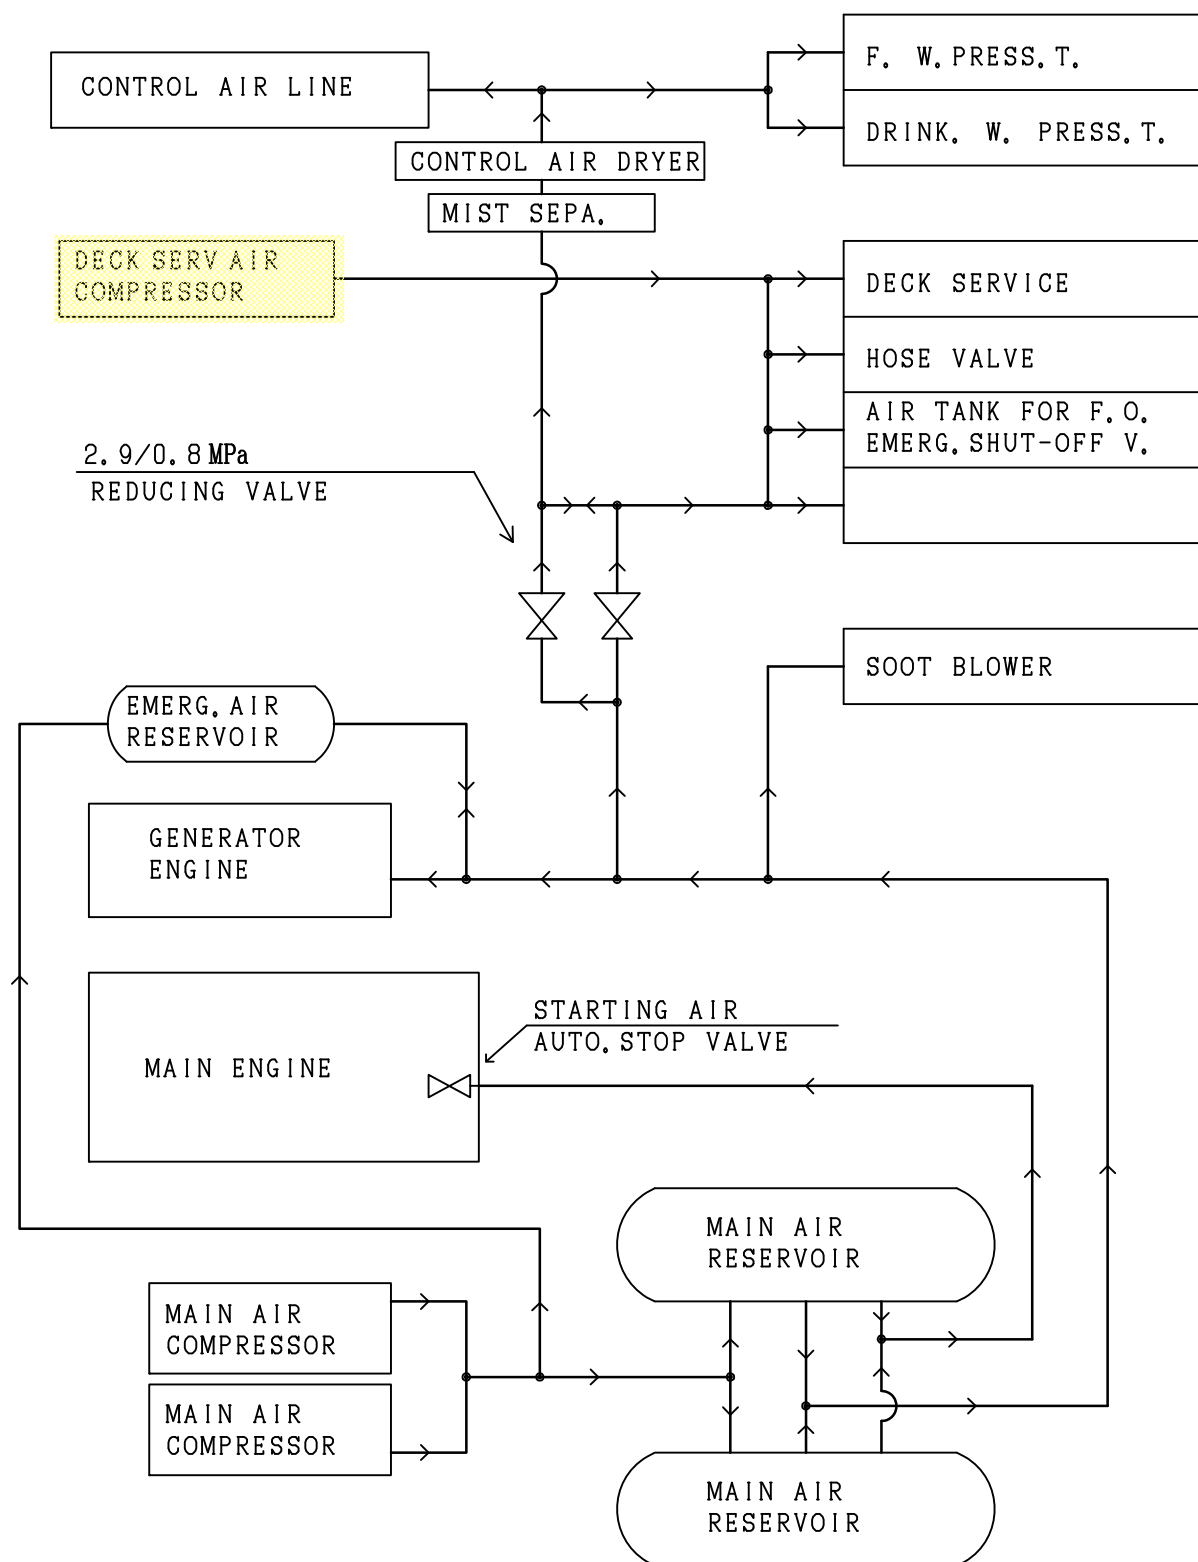 F. W. PRESS. T.
CONTROL AIR LINE
DRINK. W. PRESS. T.
CONTROL AIR DRYER
MIST SEPA.
DECK SERV AIR
COMPRESSOR
DECK SERVICE
HOSE VALVE
AIR TANK FOR F.O.
EMERG. SHUT-OFF V.
2.9/0.8 MPa
REDUCING VALVE
SOOT BLOWER
EMERG. AIR
RESERVOIR
GENERATOR
ENGINE
STARTING AIR
AUTO. STOP VALVE
MAIN ENGINE
MAIN AIR
RESERVOIR
MAIN AIR
COMPRESSOR
MAIN AIR
COMPRESSOR
MAIN AIR
RESERVOIR